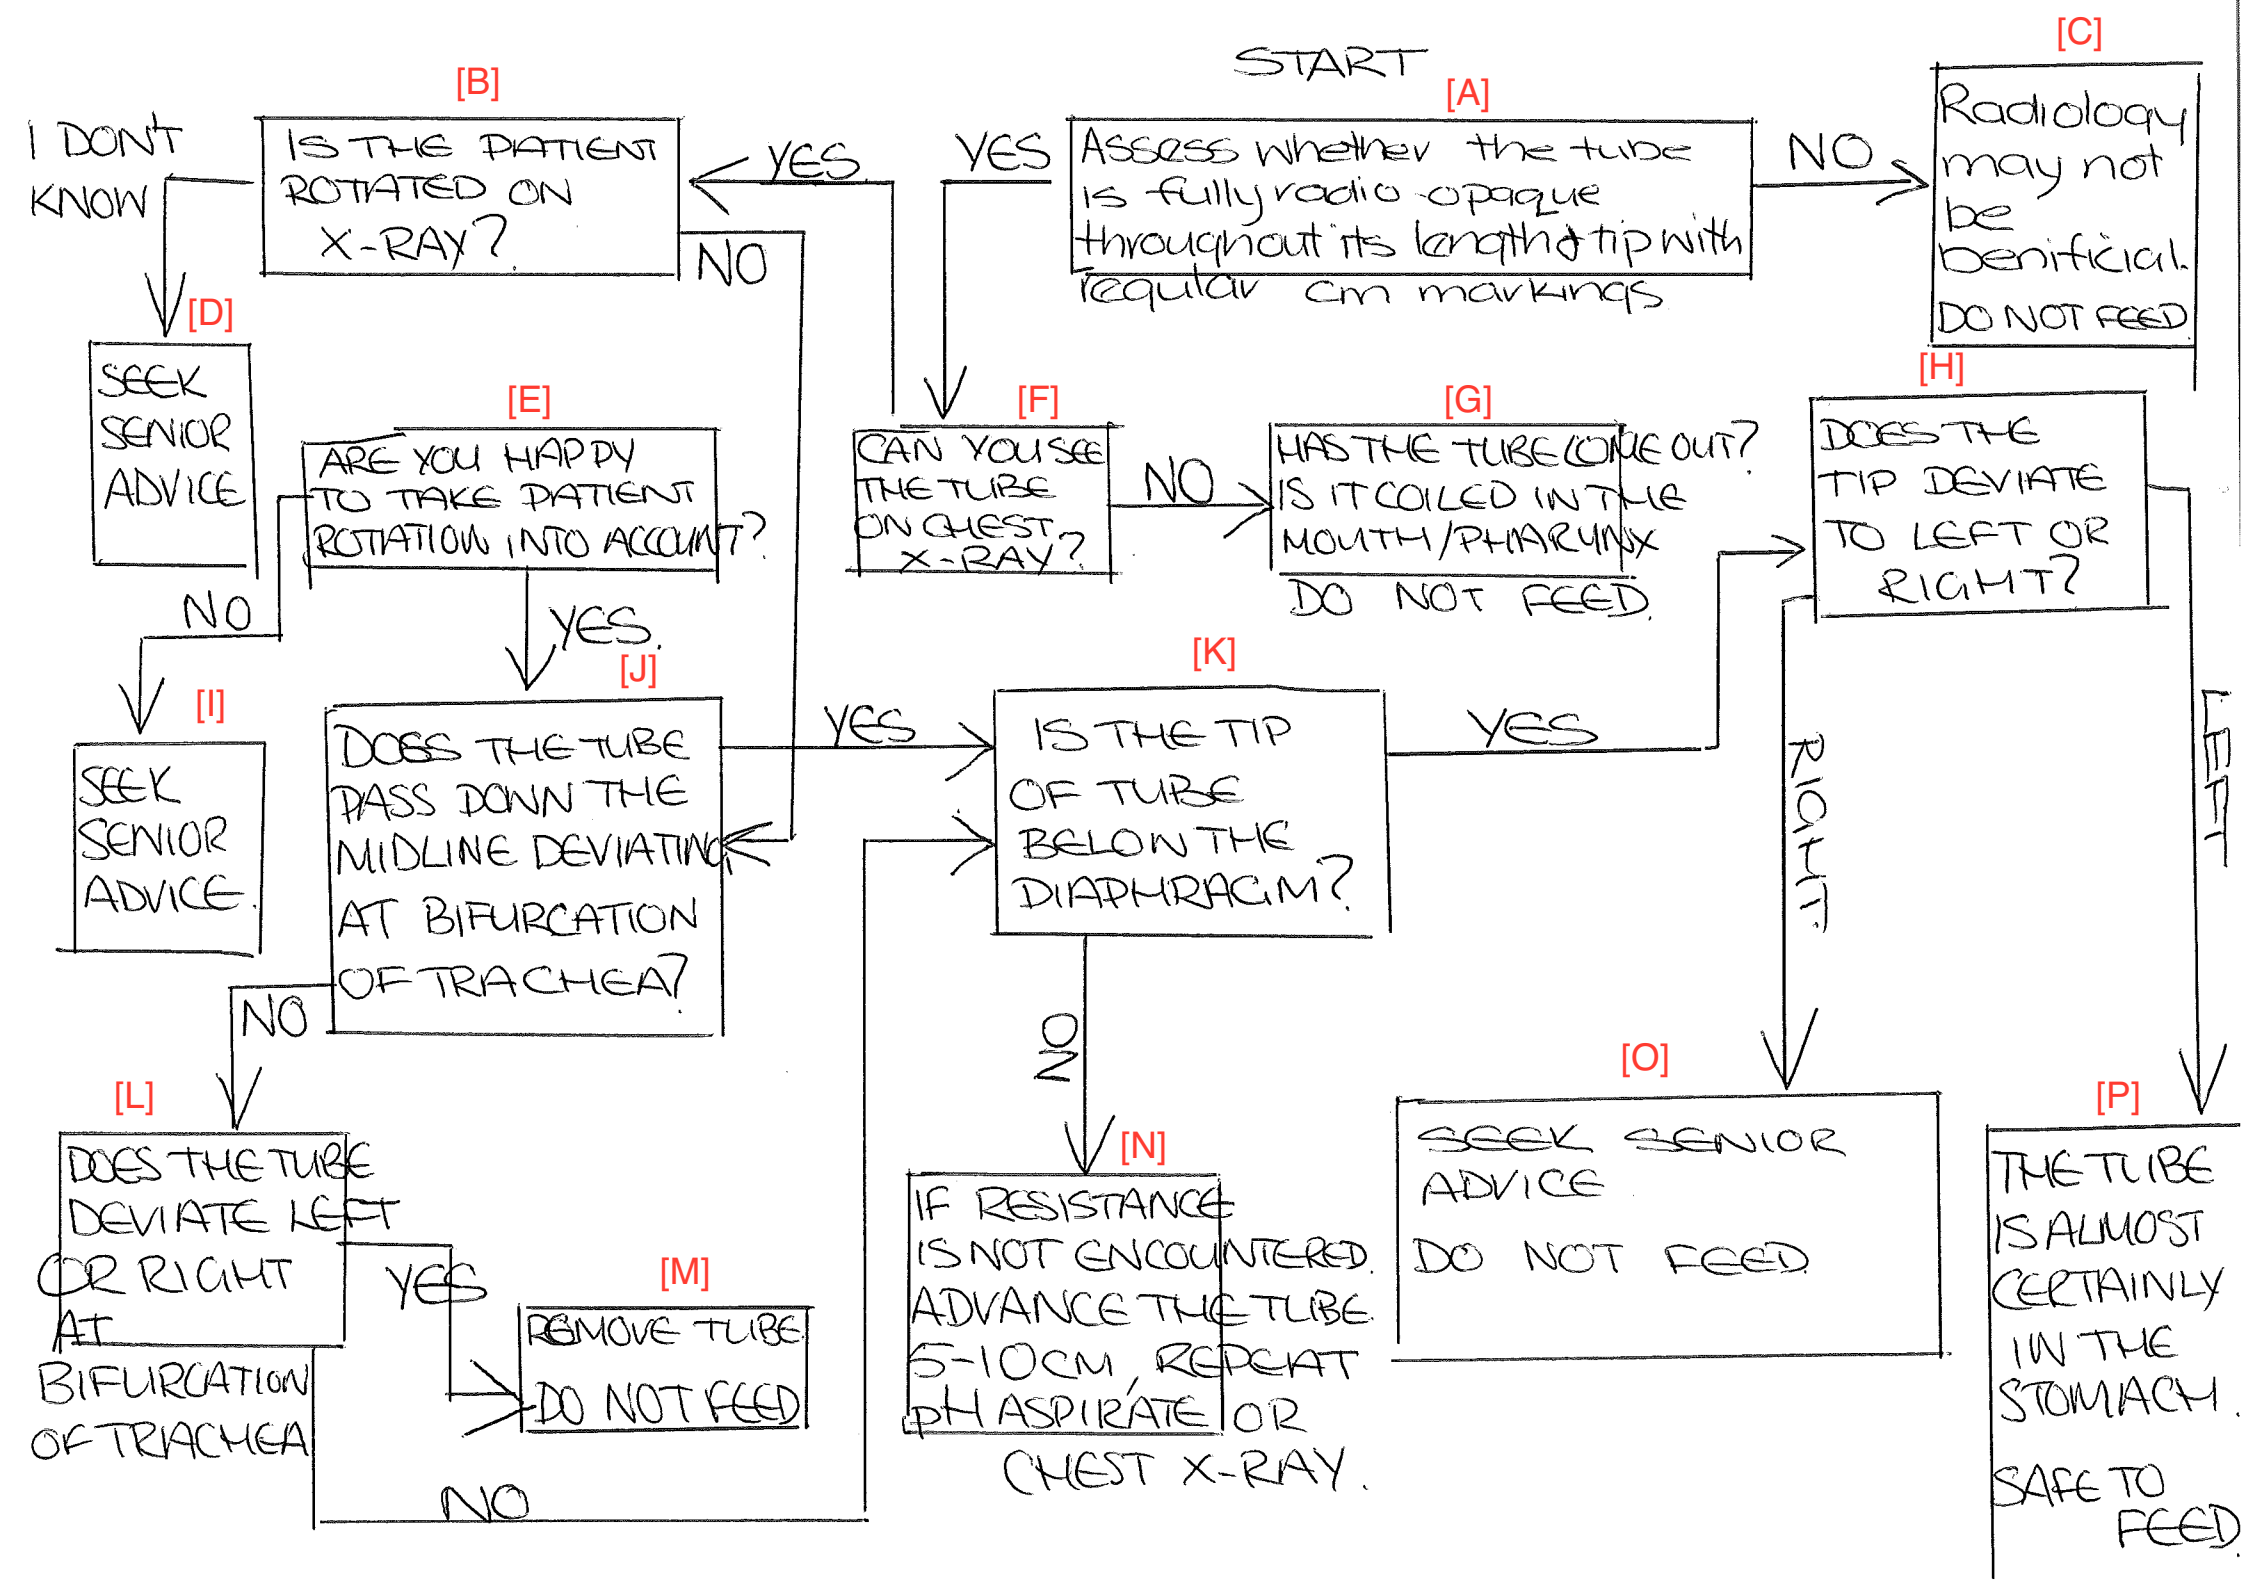 START
[A]
Assess whether the tube
is fully radio-opaque
throughout its length & tip with
regular cm markings
YES
NO
[C]
Radiology
may not
be
benificial.
DO NOT FEED
[B]
IS THE PATIENT
ROTATED ON
X-RAY?
YES
NO
I DON'T
KNOW
[D]
SEEK
SENIOR
ADVICE
[E]
ARE YOU HAPPY
TO TAKE PATIENT
ROTATION INTO ACCOUNT?
NO
YES.
[F]
CAN YOU SEE
THE TUBE
ON CHEST
X-RAY?
NO
[G]
HAS THE TUBE COME OUT?
IS IT COILED IN THE
MOUTH/PHARYNX
DO NOT FEED.
[H]
DOES THE
TIP DEVIATE
TO LEFT OR
RIGHT?
RIGHT
LEFT
[I]
SEEK
SENIOR
ADVICE.
[J]
DOES THE TUBE
PASS DOWN THE
MIDLINE DEVIATING
AT BIFURCATION
OF TRACHEA?
YES
NO
[K]
IS THE TIP
OF TUBE
BELOW THE
DIAPHRAGM?
YES
NO
[L]
DOES THE TUBE
DEVIATE LEFT
OR RIGHT
AT
BIFURCATION
OF TRACHEA
YES
NO
[M]
REMOVE TUBE
DO NOT FEED
[N]
IF RESISTANCE
IS NOT ENCOUNTERED.
ADVANCE THE TUBE
5-10CM, REPEAT
pH ASPIRATE OR
CHEST X-RAY.
[O]
SEEK SENIOR
ADVICE
DO NOT FEED
[P]
THE TUBE
IS ALMOST
CERTAINLY
IN THE
STOMACH.
SAFE TO
FEED.